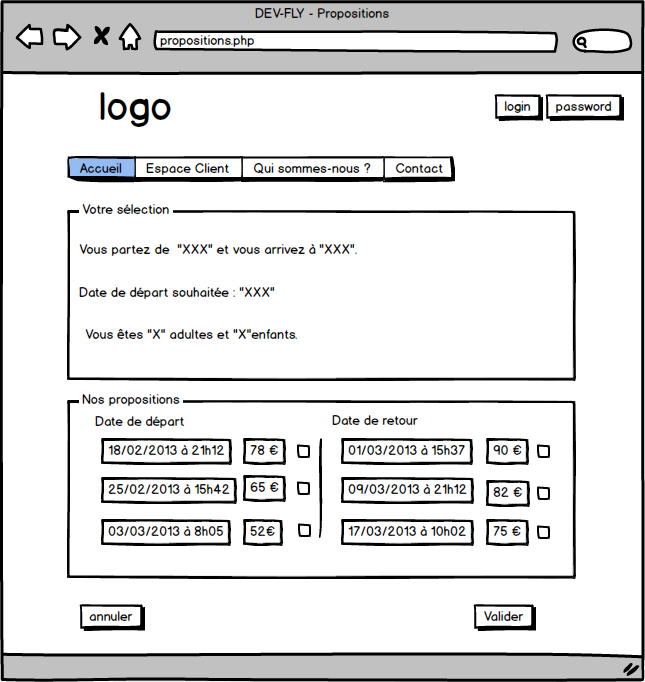 DEV-FLY - Propositions
propositions.php
logo
login password
Accueil Espace Client Qui sommes-nous ? Contact
Votre sélection
Vous partez de "XXX" et vous arrivez à "XXX".
Date de départ souhaitée : "XXX"
Vous êtes "X" adultes et "X"enfants.
Nos propositions
Date de départ Date de retour
18/02/2013 à 21h12 78 € 01/03/2013 à 15h37 90 €
25/02/2013 à 15h42 65 € 09/03/2013 à 21h12 82 €
03/03/2013 à 8h05 52€ 17/03/2013 à 10h02 75 €
annuler Valider